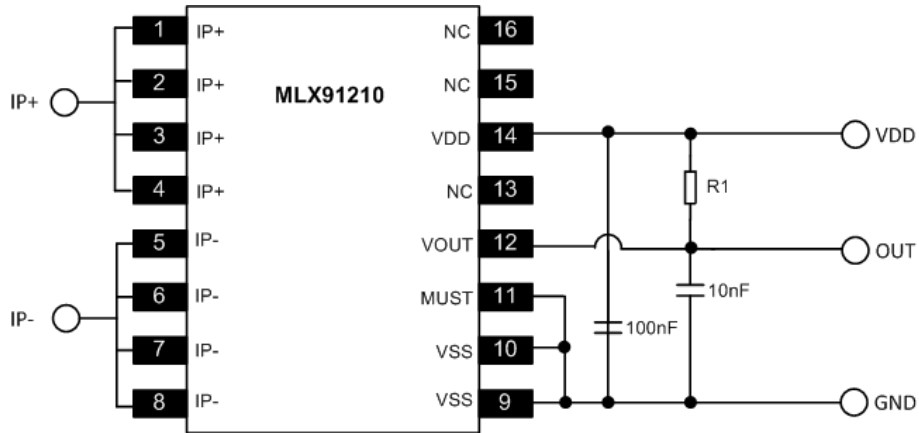 1 IP+ NC 16
2 IP+ NC 15
IP+
MLX91210
3 IP+ VDD 14 VDD
4 IP+ NC 13
R1
5 IP- VOUT 12 OUT
6 IP- MUST 11
10nF
IP-
100nF
7 IP- VSS 10
8 IP- VSS 9 GND